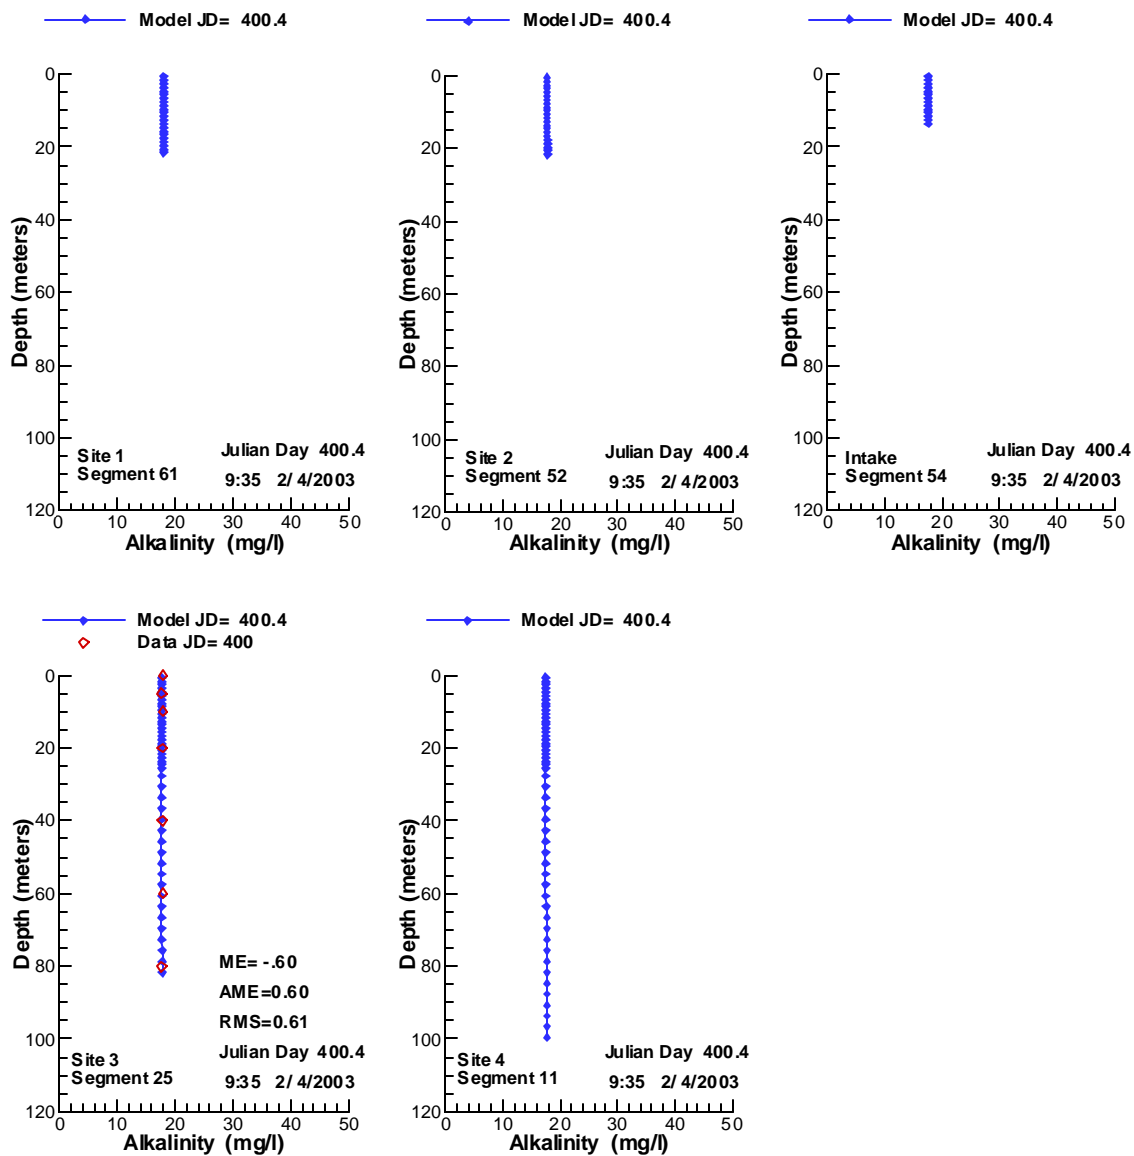 Model JD= 400.4
0
20
40
60
80
100
120
Depth (meters)
Site 1
Segment 61
Julian Day 400.4
9:35 2/ 4/2003
0 10 20 30 40 50
Alkalinity (mg/l)
Model JD= 400.4
0
20
40
60
80
100
120
Depth (meters)
Site 2
Segment 52
Julian Day 400.4
9:35 2/ 4/2003
0 10 20 30 40 50
Alkalinity (mg/l)
Model JD= 400.4
0
20
40
60
80
100
120
Depth (meters)
Intake
Segment 54
Julian Day 400.4
9:35 2/ 4/2003
0 10 20 30 40 50
Alkalinity (mg/l)
Model JD= 400.4
Data JD= 400
0
20
40
60
80
100
120
Depth (meters)
ME= -.60
AME=0.60
RMS=0.61
Site 3
Segment 25
Julian Day 400.4
9:35 2/ 4/2003
0 10 20 30 40 50
Alkalinity (mg/l)
Model JD= 400.4
0
20
40
60
80
100
120
Depth (meters)
Site 4
Segment 11
Julian Day 400.4
9:35 2/ 4/2003
0 10 20 30 40 50
Alkalinity (mg/l)